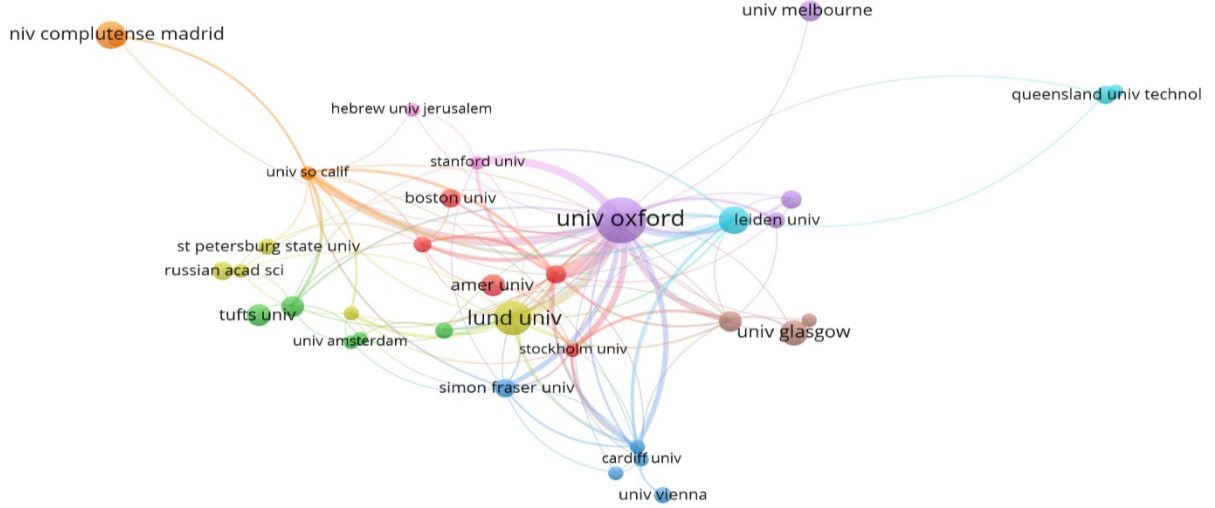 univ melbourne
niv complutense madrid
queensland univ technol
hebrew univ jerusalem
stanford univ
univ so calif
boston univ
univ oxford
leiden univ
st petersburg state univ
russian acad sci
amer univ
tufts univ
lund univ
univ glasgow
univ amsterdam
stockholm univ
simon fraser univ
cardiff univ
univ vienna